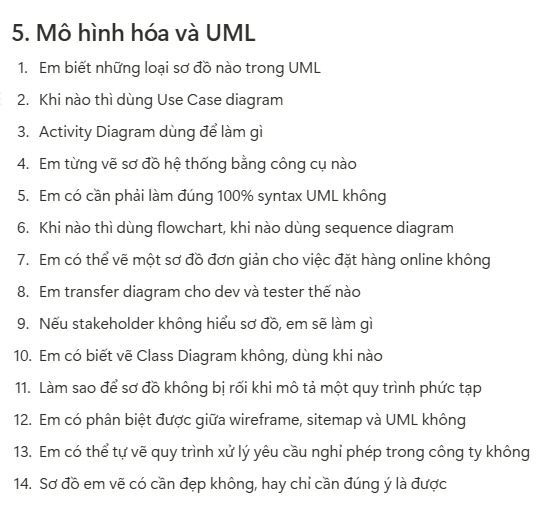 5. Mô hình hóa và UML
1. Em biết những loại sơ đồ nào trong UML
2. Khi nào thì dùng Use Case diagram
3. Activity Diagram dùng để làm gì
4. Em từng vẽ sơ đồ hệ thống bằng công cụ nào
5. Em có cần phải làm đúng 100% syntax UML không
6. Khi nào thì dùng flowchart, khi nào dùng sequence diagram
7. Em có thể vẽ một sơ đồ đơn giản cho việc đặt hàng online không
8. Em transfer diagram cho dev và tester thế nào
9. Nếu stakeholder không hiểu sơ đồ, em sẽ làm gì
10. Em có biết vẽ Class Diagram không, dùng khi nào
11. Làm sao để sơ đồ không bị rối khi mô tả một quy trình phức tạp
12. Em có phân biệt được giữa wireframe, sitemap và UML không
13. Em có thể tự vẽ quy trình xử lý yêu cầu nghỉ phép trong công ty không
14. Sơ đồ em vẽ có cần đẹp không, hay chỉ cần đúng ý là được